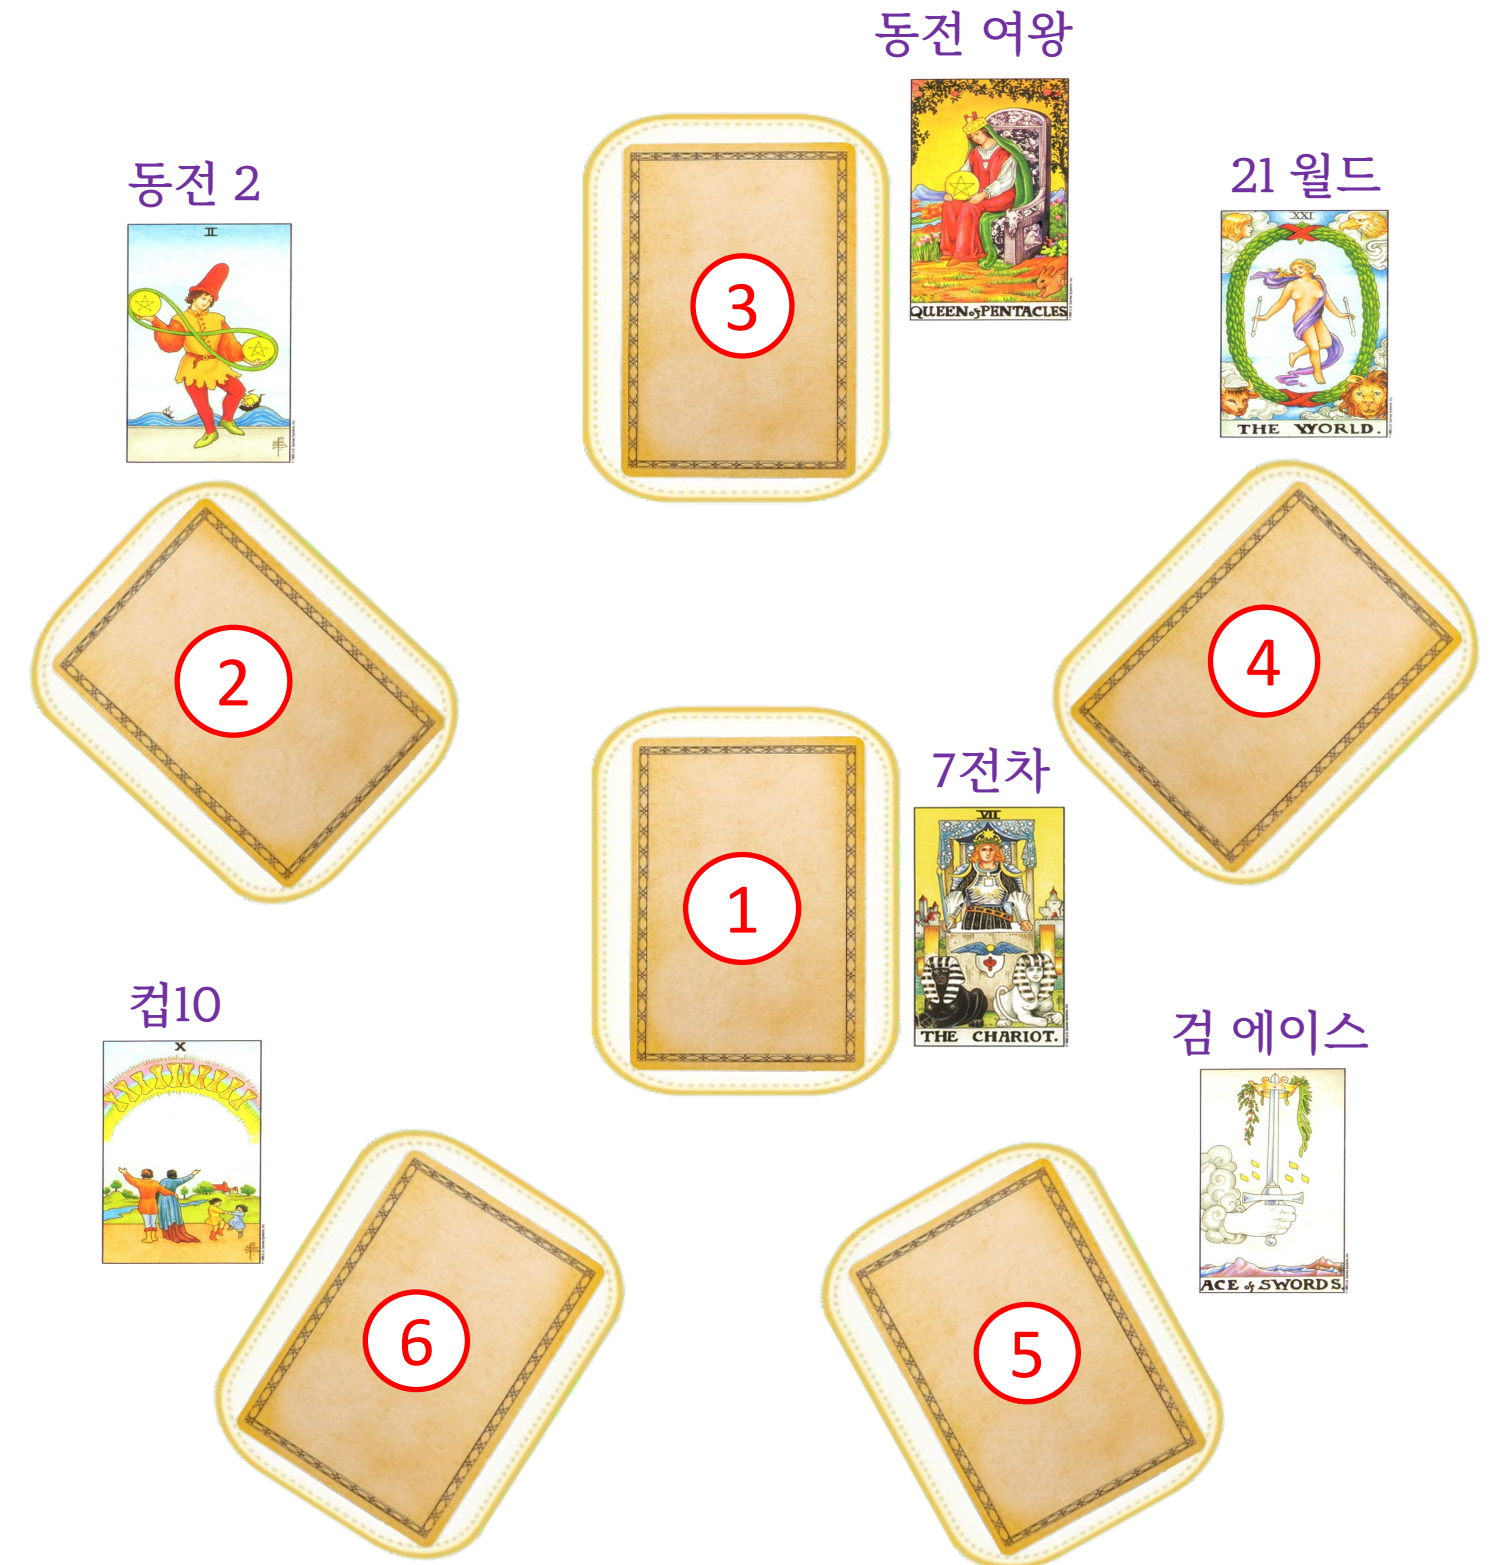 동전 여왕
QUEEN of PENTACLES
3
동전 2
II
2
21 월드
XXI
THE WORLD.
4
7전차
VII
THE CHARIOT.
1
컵10
X
6
검 에이스
ACE of SWORDS.
5